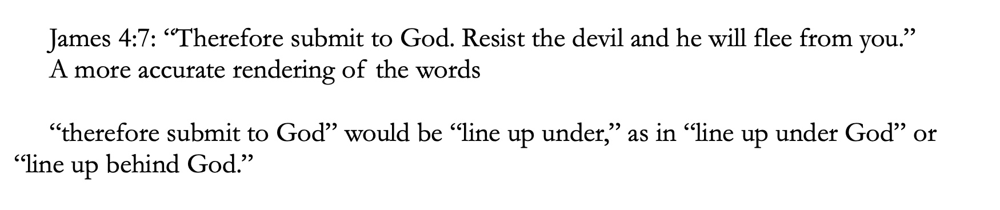 James 4:7: “Therefore submit to God. Resist the devil and he will flee from you.”
A more accurate rendering of the words
“therefore submit to God” would be “line up under,” as in “line up under God” or
“line up behind God.”